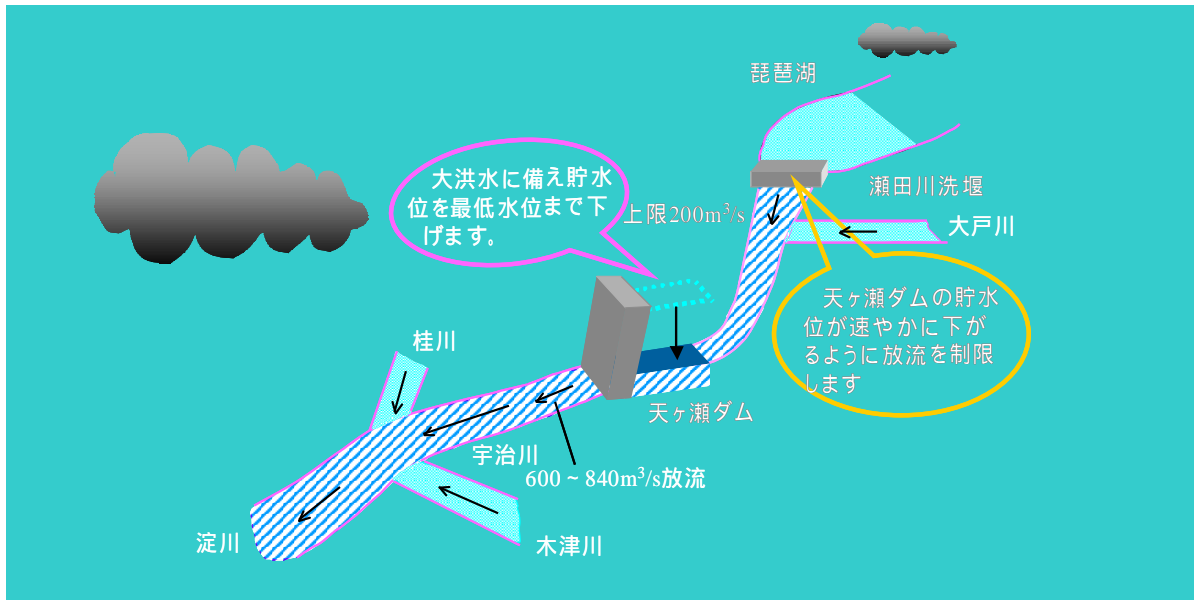 琵琶湖
大洪水に備え貯水
位を最低水位まで下
げます。
上限200m³/s
瀬田川洗堰
大戸川
天ヶ瀬ダムの貯水
位が速やかに下が
るように放流を制限
します
桂川
天ヶ瀬ダム
宇治川
600~840m³/s放流
淀川
木津川